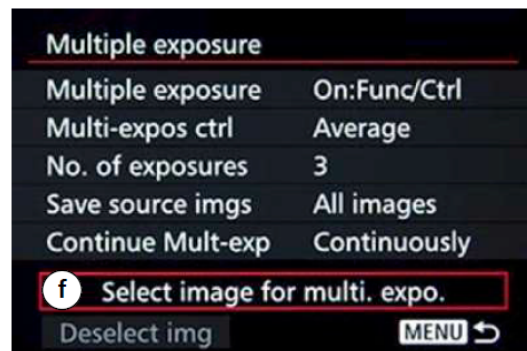 Multiple exposure
Multiple exposure On:Func/Ctrl
Multi-expos ctrl Average
No. of exposures 3
Save source imgs All images
Continue Mult-exp Continuously
f Select image for multi. expo.
Deselect img MENU